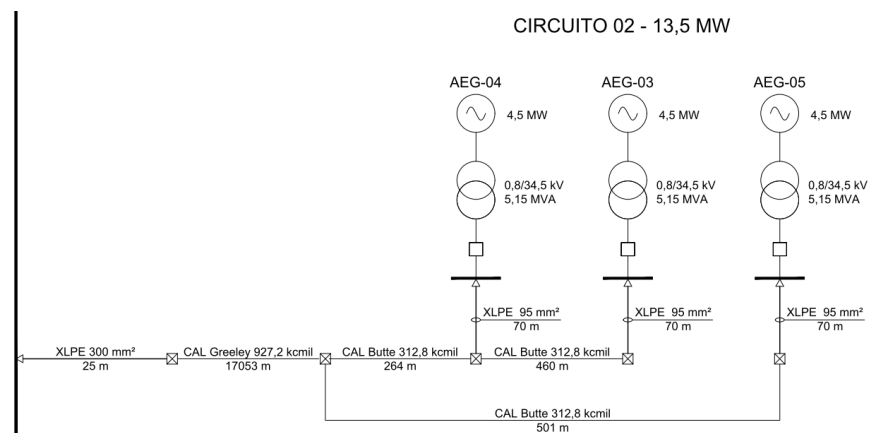 CIRCUITO 02 - 13,5 MW
AEG-04
AEG-03
AEG-05
4,5 MW
4,5 MW
4,5 MW
0,8/34,5 kV
5,15 MVA
0,8/34,5 kV
5,15 MVA
0,8/34,5 kV
5,15 MVA
XLPE 95 mm²
70 m
XLPE 95 mm²
70 m
XLPE 95 mm²
70 m
XLPE 300 mm²
25 m
CAL Greeley 927,2 kcmil
17053 m
CAL Butte 312,8 kcmil
264 m
CAL Butte 312,8 kcmil
460 m
CAL Butte 312,8 kcmil
501 m